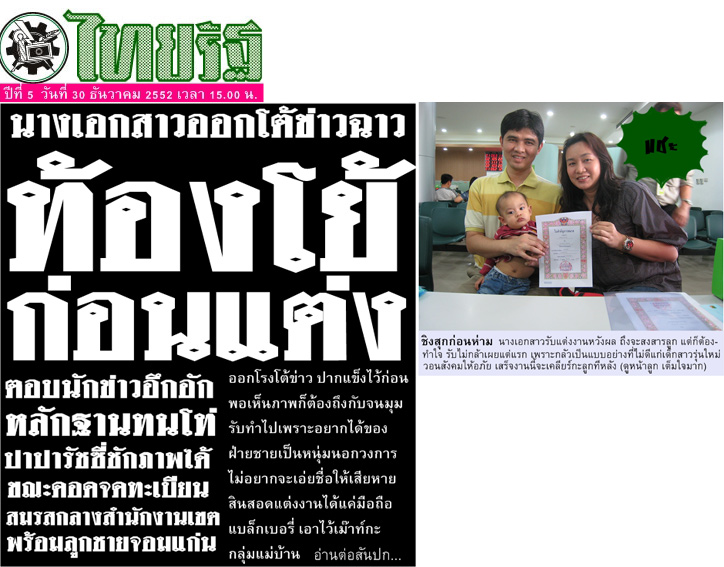 ไทยรัฐ
ปีที่ 5 วันที่ 30 ธันวาคม 2552 เวลา 15.00 น.
นางเอกสาวออกโต้ข่าวฉาว
ท้องโย้
ก่อนแต่ง
ตอบนักข่าวอึกอัก
หลักฐานทนโท่
ปาปารัซซี่ชักภาพได้
ขณะควดจดทะเบียน
สมรสกลางสำนักงานเขต
พร้อมลูกชายจอมแก่น
ออกโรงโต้ข่าว ปากแข็งไว้ก่อน
พอเห็นภาพก็ต้องถึงกับจนมุม
รับทำไปเพราะอยากได้ของ
ฝ่ายชายเป็นหนุ่มนอกวงการ
ไม่อยากจะเอ่ยชื่อให้เสียหาย
สินสอดแต่งงานได้แค่มือถือ
แบล็กเบอรี่ เอาไว้เม๊าท์กะ
กลุ่มแม่บ้าน อ่านต่อสันปก...
แชะ
ชิงสุกก่อนห่าม นางเอกสาวรับแต่งงานหวังผล ถึงจะสงสารลูก แต่ก็ต้อง-
ทำใจ รับไม่กล้าเผยแต่แรก เพราะกลัวเป็นแบบอย่างที่ไม่ดีแก่เด็กสาวรุ่นใหม่
วอนสังคมให้อภัย เสร็จงานนี้จะเคลียร์กะลูกทีหลัง (ดูหน้าลูก เต็มใจมาก)